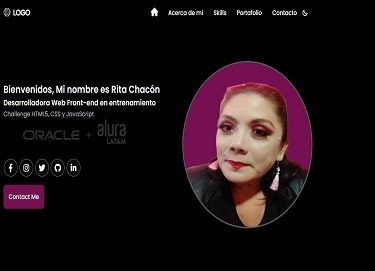 LOGO
Acerca de mi Skills Portafolio Contacto
Bienvenidos, Mi nombre es Rita Chacón
Desarrolladora Web Front-end en entrenamiento
Challenge HTML5, CSS y JavaScript
ORACLE + alura
LATAM
Contact Me